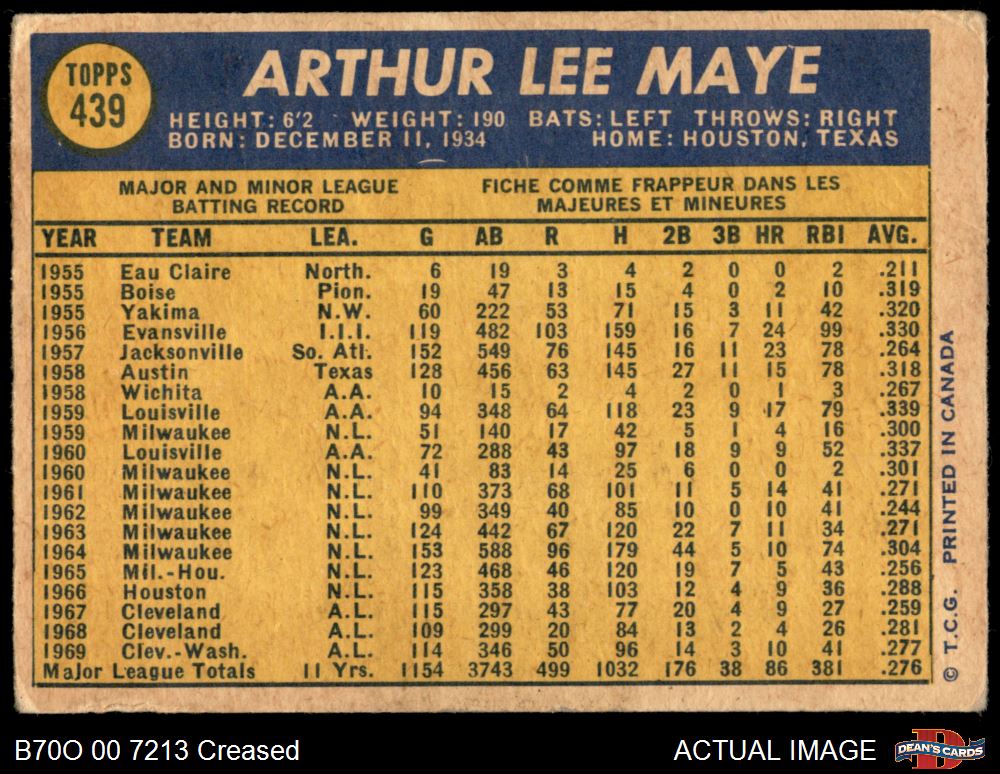 TOPPS
439
ARTHUR LEE MAYE
HEIGHT: 6'2 WEIGHT: 190 BATS: LEFT THROWS: RIGHT
BORN: DECEMBER 11, 1934 HOME: HOUSTON, TEXAS
MAJOR AND MINOR LEAGUE
BATTING RECORD
FICHE COMME FRAPPEUR DANS LES
MAJEURES ET MINEURES
YEAR TEAM LEA. G AB R H 2B 3B HR RBI AVG.
1955 Eau Claire North. 6 19 3 4 2 0 0 2 .211
1955 Boise Pion. 19 47 13 15 4 0 2 10 .319
1955 Yakima N.W. 60 222 53 71 15 3 11 42 .320
1956 Evansville I.I.I. 119 482 103 159 16 7 24 99 .330
1957 Jacksonville So. Atl. 152 549 76 145 16 11 23 78 .264
1958 Austin Texas 128 456 63 145 27 11 15 78 .318
1958 Wichita A.A. 10 15 2 4 2 0 1 3 .267
1959 Louisville A.A. 94 348 64 118 23 9 17 79 .339
1959 Milwaukee N.L. 51 140 17 42 5 1 4 16 .300
1960 Louisville A.A. 72 288 43 97 18 9 9 52 .337
1960 Milwaukee N.L. 41 83 14 25 6 0 0 2 .301
1961 Milwaukee N.L. 110 373 68 101 11 5 14 41 .271
1962 Milwaukee N.L. 99 349 40 85 10 0 10 41 .244
1963 Milwaukee N.L. 124 442 67 120 22 7 11 34 .271
1964 Milwaukee N.L. 153 588 96 179 44 5 10 74 .304
1965 Mil.-Hou. N.L. 123 468 46 120 19 7 5 43 .256
1966 Houston N.L. 115 358 38 103 12 4 9 36 .288
1967 Cleveland A.L. 115 297 43 77 20 4 9 27 .259
1968 Cleveland A.L. 109 299 20 84 13 2 4 26 .281
1969 Clev.-Wash. A.L. 114 346 50 96 14 3 10 41 .277
Major League Totals 11 Yrs. 1154 3743 499 1032 176 38 86 381 .276
© T.C.G. PRINTED IN CANADA
B70O 00 7213 Creased
ACTUAL IMAGE
DEAN'S CARDS